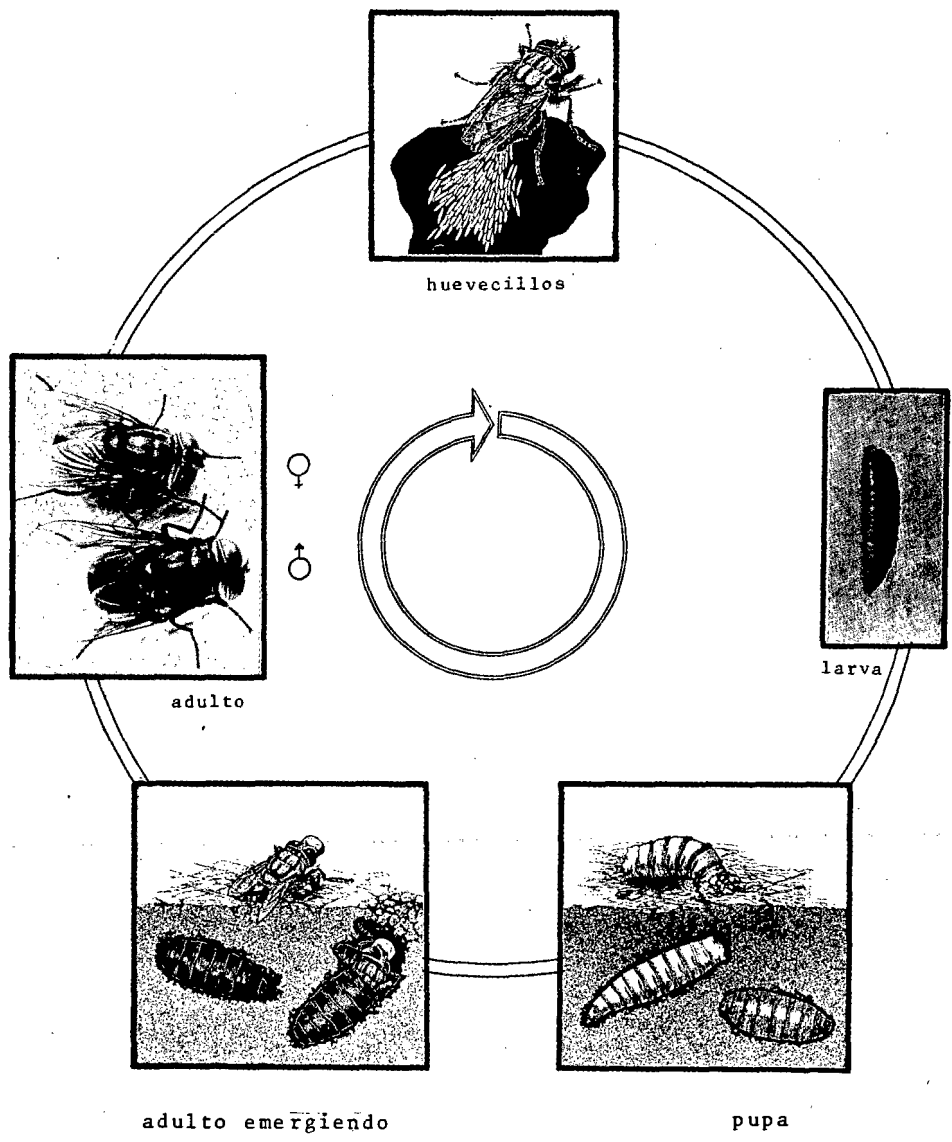 huevecillos
♀
♂
larva
adulto
adulto emergiendo
pupa